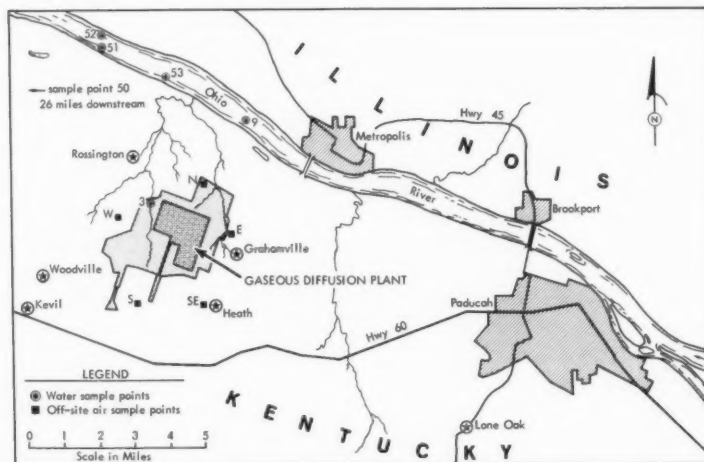 52
51
53
sample point 50
26 miles downstream
Ohio
9
River
ILLINOIS
Hwy 45
Metropolis
N
Rossington
N
W
3
E
Brookport
Grahamville
Woodville
GASEOUS DIFFUSION PLANT
Kevil
S
SE
Heath
Paducah
Hwy 60
LEGEND
Water sample points
Off-site air sample points
0 1 2 3 4 5
Scale in Miles
KENTUCKY
Lone Oak